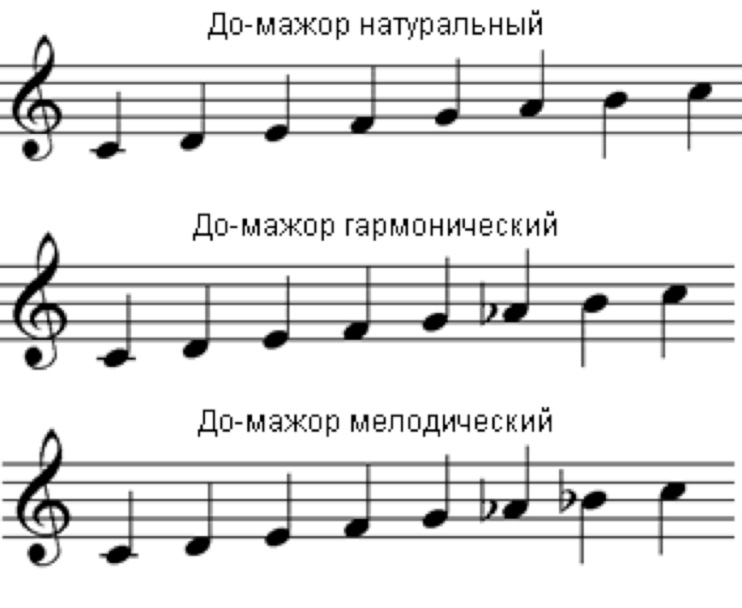 До-мажор натуральный
До-мажор гармонический
До-мажор мелодический